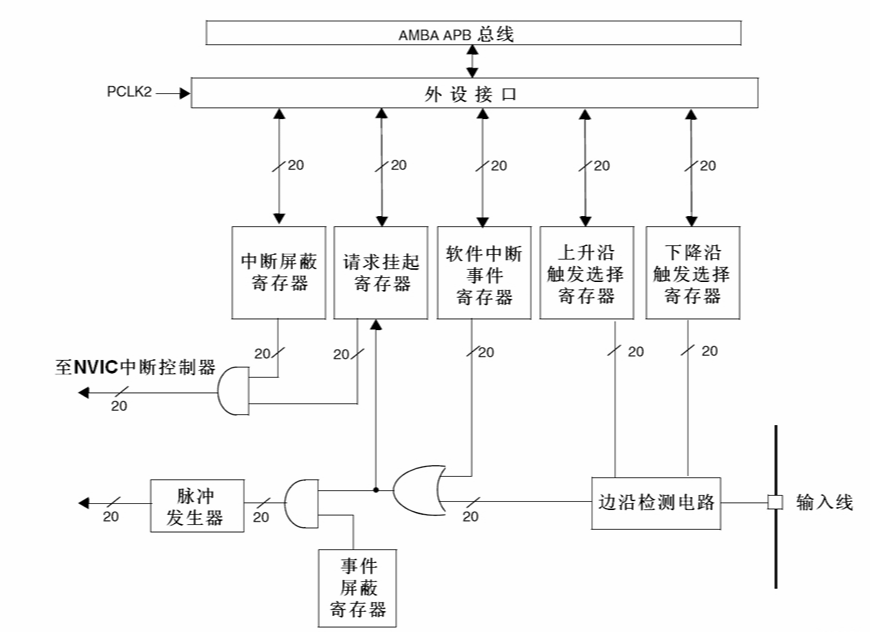 AMBA APB 总线
PCLK2
外设接口
20
20
20
20
20
中断屏蔽
寄存器
请求挂起
寄存器
软件中断
事件
寄存器
上升沿
触发选择
寄存器
下降沿
触发选择
寄存器
20
20
20
20
20
至NVIC中断控制器
20
20
脉冲
发生器
20
20
边沿检测电路
输入线
事件
屏蔽
寄存器